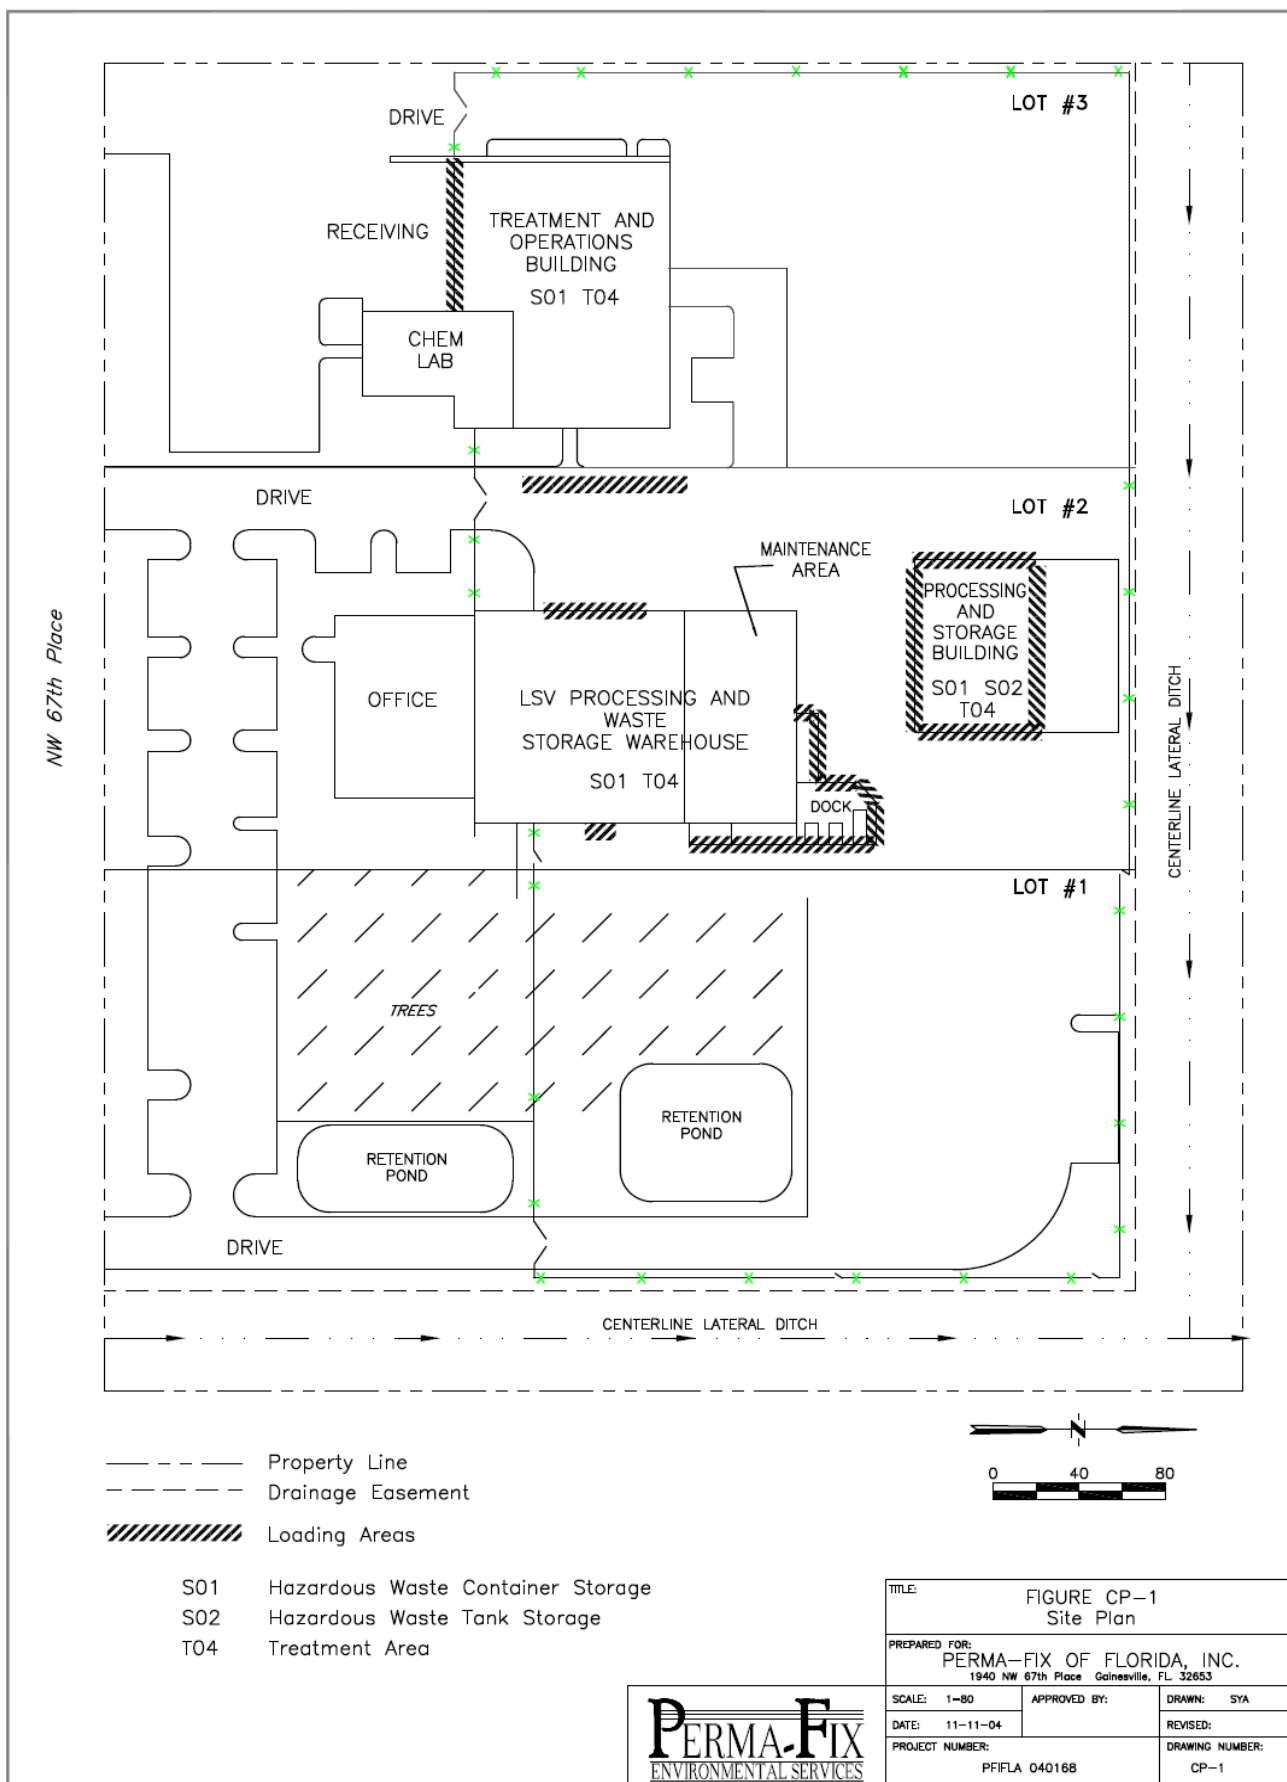 LOT #3
DRIVE
RECEIVING
TREATMENT AND
OPERATIONS
BUILDING
S01 T04
CHEM
LAB
DRIVE
LOT #2
MAINTENANCE
AREA
PROCESSING
AND
STORAGE
BUILDING
S01 S02
T04
NW 67th Place
OFFICE
LSV PROCESSING AND
WASTE
STORAGE WAREHOUSE
S01 T04
DOCK
CENTERLINE LATERAL DITCH
LOT #1
TREES
RETENTION
POND
RETENTION
POND
DRIVE
CENTERLINE LATERAL DITCH
N
0 40 80
Property Line
Drainage Easement
Loading Areas
S01 Hazardous Waste Container Storage
S02 Hazardous Waste Tank Storage
T04 Treatment Area
TITLE:
FIGURE CP-1
Site Plan
PREPARED FOR:
PERMA-FIX OF FLORIDA, INC.
1940 NW 67th Place Gainesville, FL 32653
SCALE: 1-80
APPROVED BY:
DRAWN: SYA
DATE: 11-11-04
REVISED:
PROJECT NUMBER:
PFIFLA 040168
DRAWING NUMBER:
CP-1
PERMA-FIX
ENVIRONMENTAL SERVICES